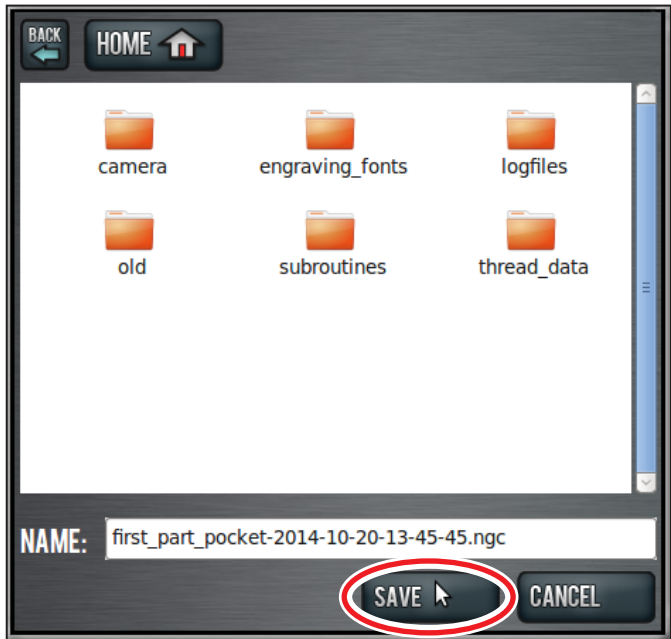 BACK HOME
camera engraving_fonts logfiles
old subroutines thread_data
NAME: first_part_pocket-2014-10-20-13-45-45.ngc
SAVE CANCEL